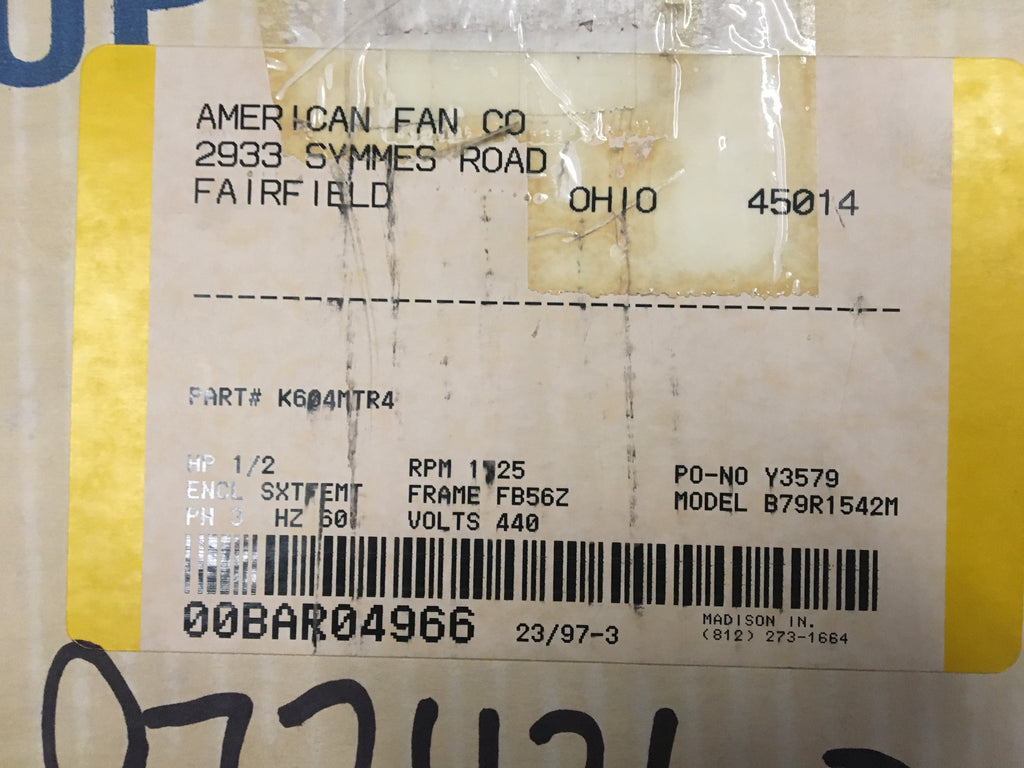 UP
AMERICAN FAN CO
2933 SYMMES ROAD
FAIRFIELD OHIO 45014
PART# K604MTR4
HP 1/2 RPM 1725 PO-NO Y3579
ENCL SXTFEMT FRAME FB56Z MODEL B79R1542M
PH 3 HZ 60 VOLTS 440
00BAR04966 23/97-3
MADISON IN.
(812) 273-1664